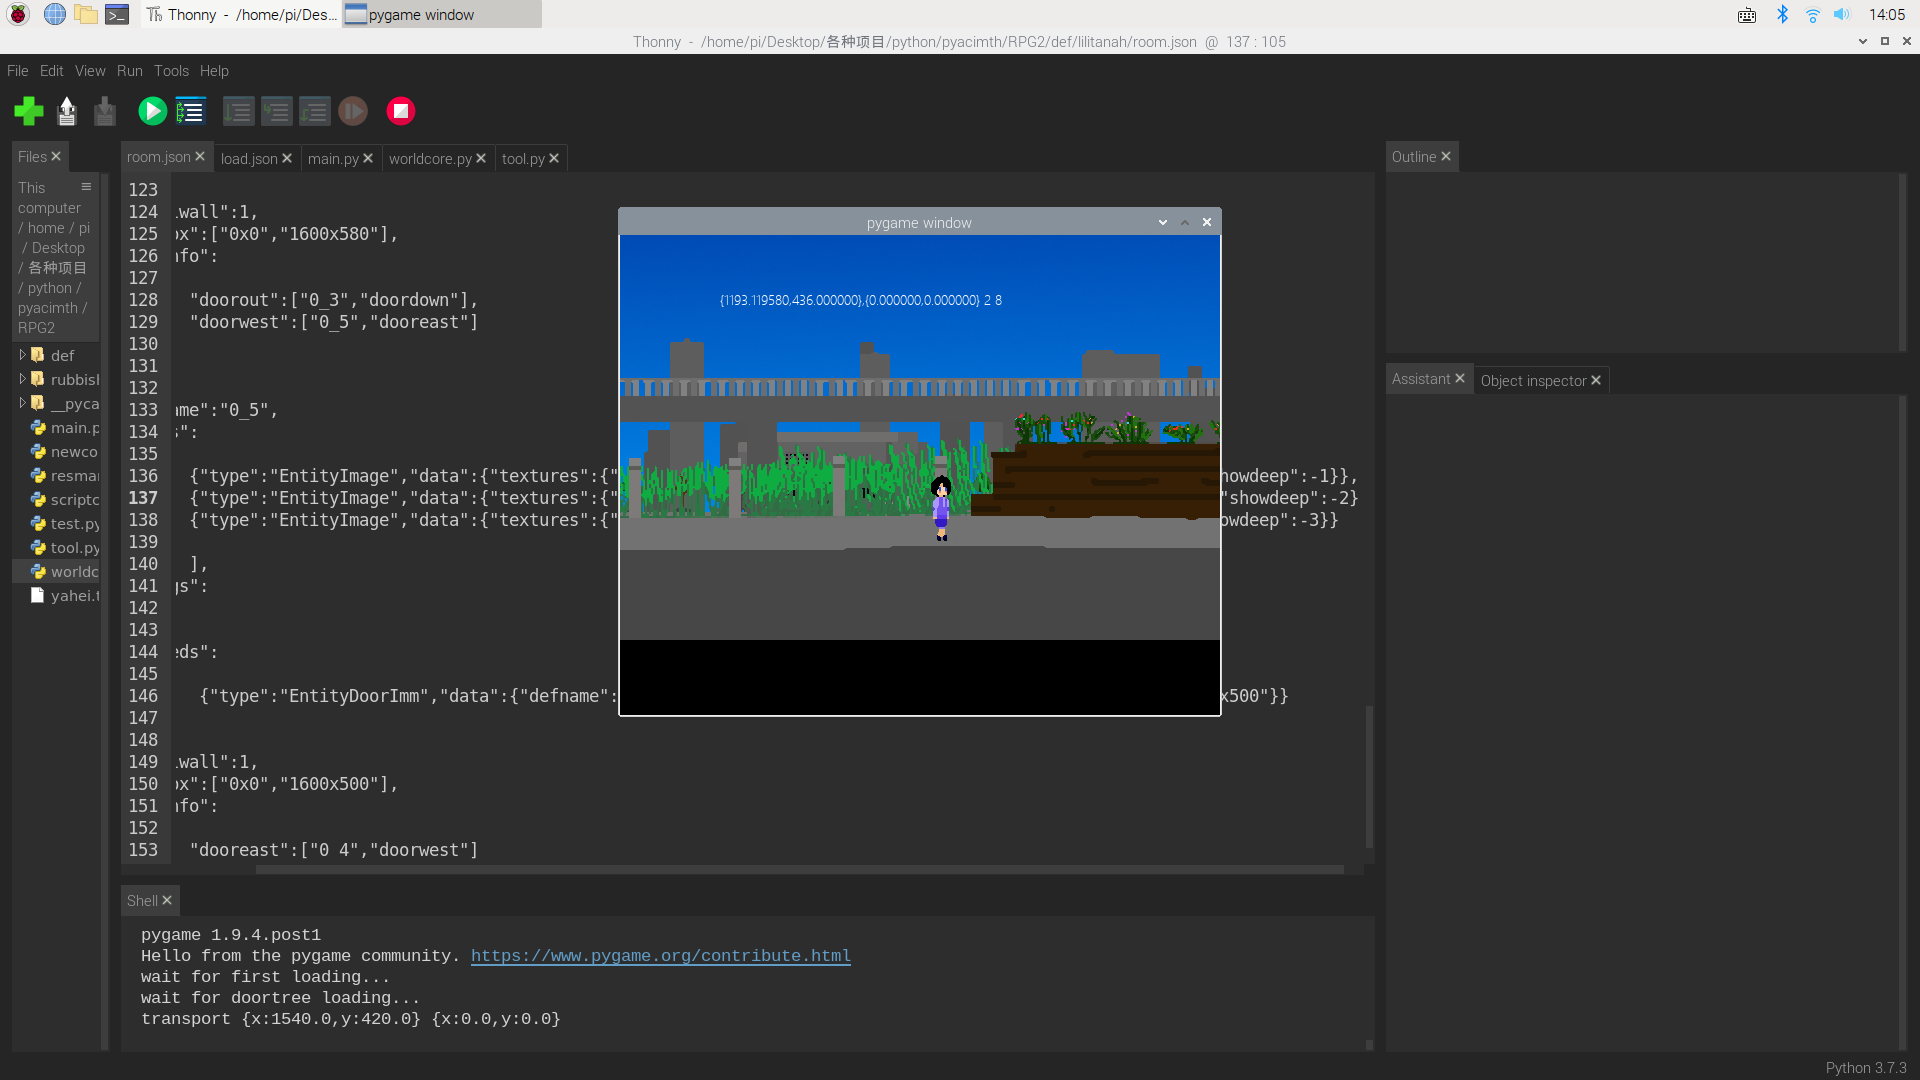 Thonny - /home/pi/Des...
pygame window
14:05
Thonny - /home/pi/Desktop/各种项目/python/pyacimth/RPG2/def/lilitanah/room.json @ 137 : 105
File Edit View Run Tools Help
Files
This
computer
/ home / pi
/ Desktop
/ 各种项目
/ python /
pyacimth /
RPG2
def
rubbisl
__pyca
main.p
newco
resma
scriptc
test.py
tool.py
worldc
yahei.t
room.json
load.json
main.py
worldcore.py
tool.py
123
124 .wall":1,
125 ox":["0x0","1600x580"],
126 nfo":
127
128 "doorout":["0_3","doordown"],
129 "doorwest":["0_5","dooreast"]
130
131
132
133 ame":"0_5",
134 s":
135
136 {"type":"EntityImage","data":{"textures":{" howdeep":-1}},
137 {"type":"EntityImage","data":{"textures":{" "showdeep":-2}
138 {"type":"EntityImage","data":{"textures":{" owdeep":-3}}
139
140 ],
141 gs":
142
143
144 eds":
145
146 {"type":"EntityDoorImm","data":{"defname": x500"}}
147
148
149 .wall":1,
150 ox":["0x0","1600x500"],
151 nfo":
152
153 "dooreast":["0 4","doorwest"]
pygame window
{1193.119580,436.000000},{0.000000,0.000000} 2 8
Shell
pygame 1.9.4.post1
Hello from the pygame community. https://www.pygame.org/contribute.html
wait for first loading...
wait for doortree loading...
transport {x:1540.0,y:420.0} {x:0.0,y:0.0}
Outline
Assistant
Object inspector
Python 3.7.3